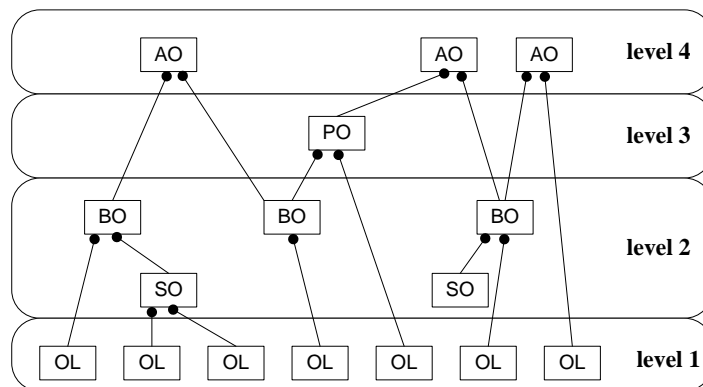 AO AO AO level 4
PO level 3
BO BO BO level 2
SO SO
OL OL OL OL OL OL OL level 1